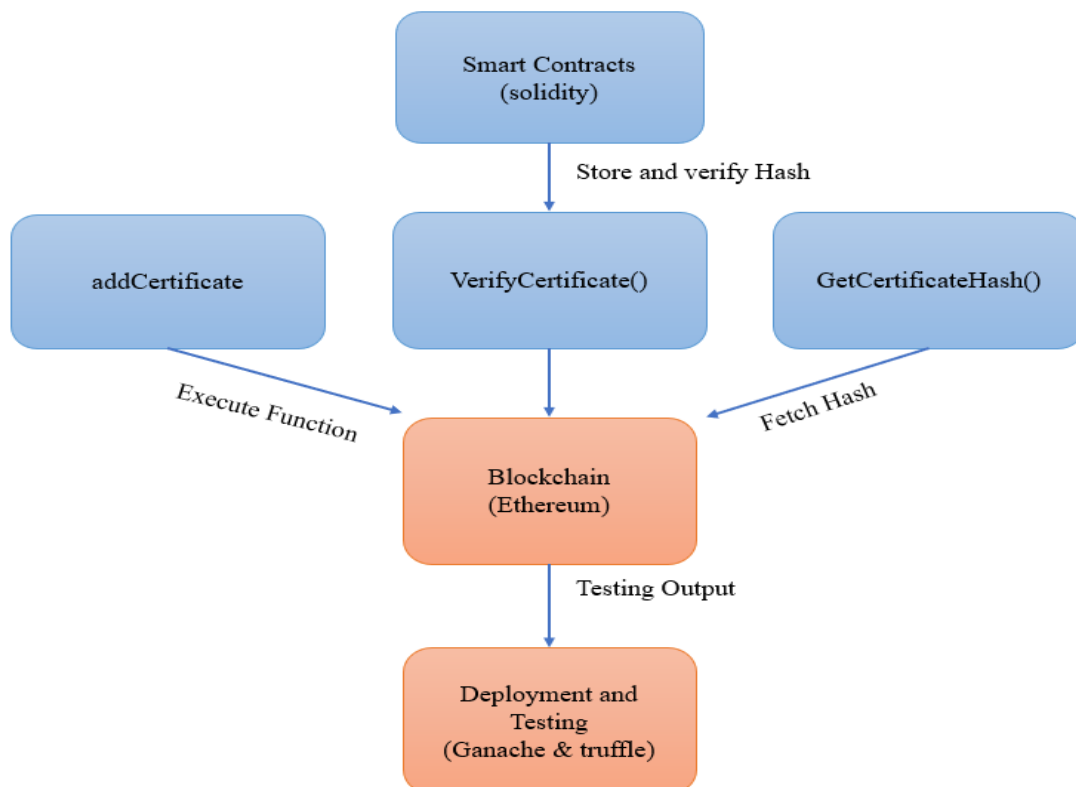 Smart Contracts
(solidity)
Store and verify Hash
addCertificate
VerifyCertificate()
GetCertificateHash()
Execute Function
Fetch Hash
Blockchain
(Ethereum)
Testing Output
Deployment and
Testing
(Ganache & truffle)